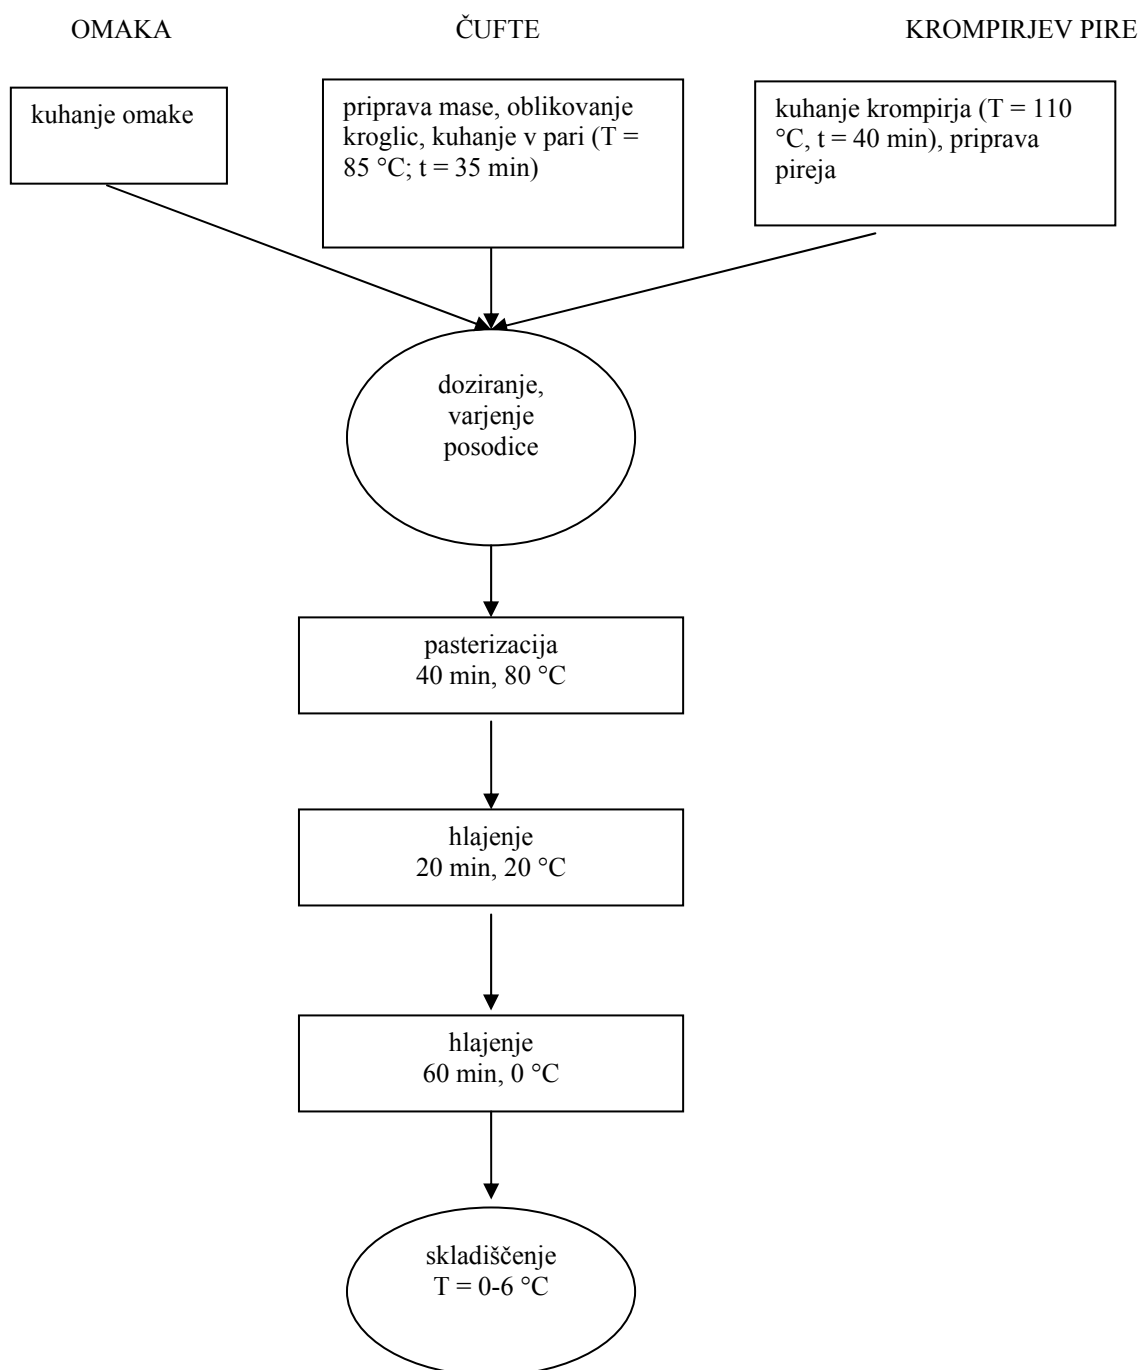 OMAKA
ČUFTE
KROMPIRJEV PIRE
kuhanje omake
priprava mase, oblikovanje
kroglic, kuhanje v pari (T =
85 °C; t = 35 min)
kuhanje krompirja (T = 110
°C, t = 40 min), priprava
pireja
doziranje,
varjenje
posodice
pasterizacija
40 min, 80 °C
hlajenje
20 min, 20 °C
hlajenje
60 min, 0 °C
skladiščenje
T = 0-6 °C